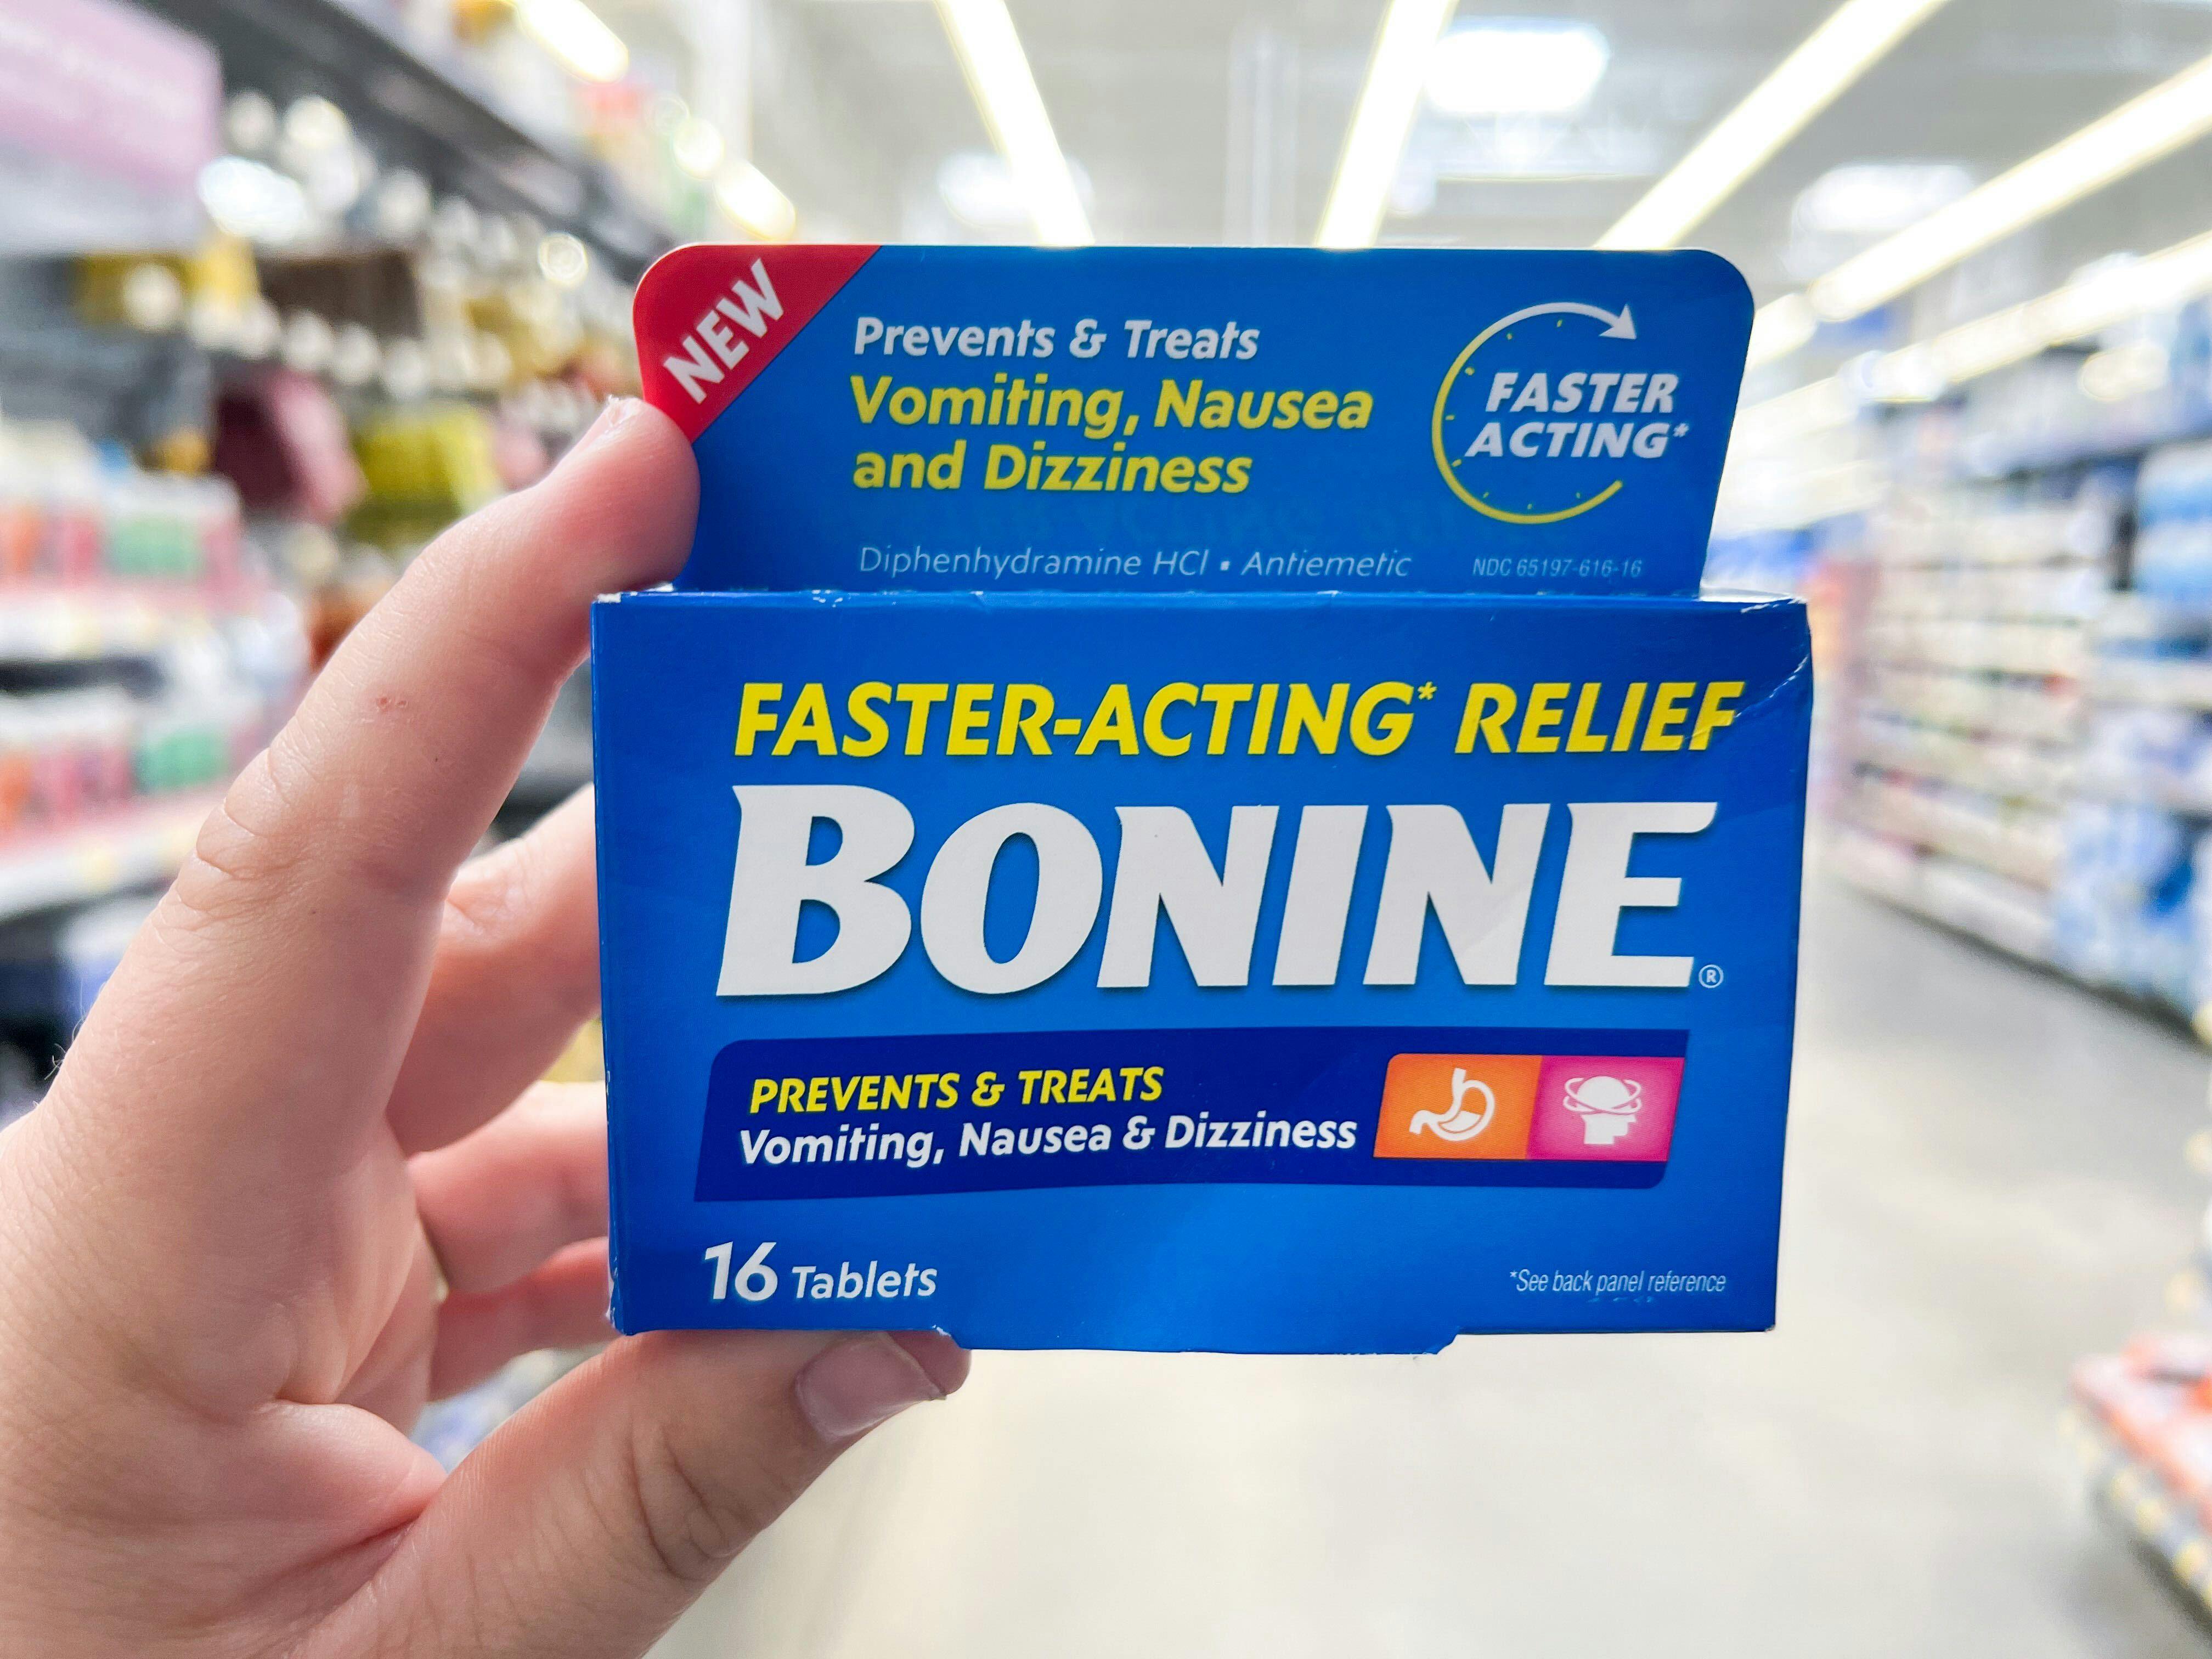 NEW
Prevents & Treats
Vomiting, Nausea
and Dizziness
FASTER
ACTING*
Diphenhydramine HCl ▪ Antiemetic
NDC 65197-616-16
FASTER-ACTING* RELIEF
BONINE®
PREVENTS & TREATS
Vomiting, Nausea & Dizziness
16 Tablets
*See back panel reference